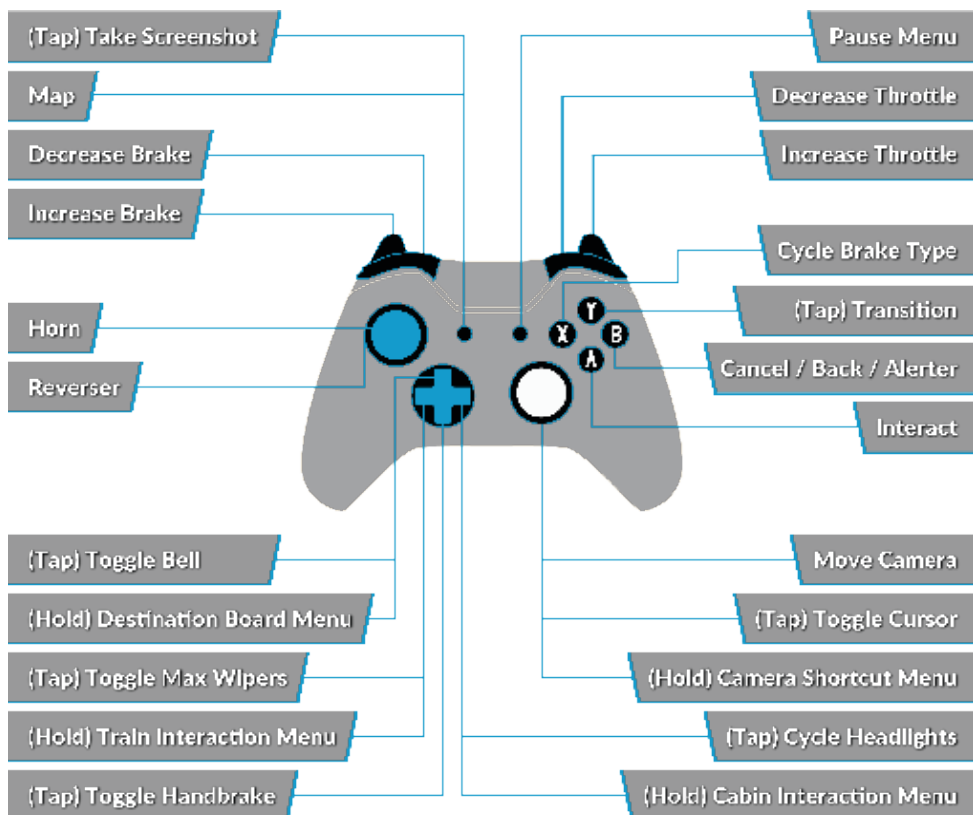 (Tap) Take Screenshot
Map
Decrease Brake
Increase Brake
Horn
Reverser
(Tap) Toggle Bell
(Hold) Destination Board Menu
(Tap) Toggle Max Wipers
(Hold) Train Interaction Menu
(Tap) Toggle Handbrake
Pause Menu
Decrease Throttle
Increase Throttle
Cycle Brake Type
(Tap) Transition
Cancel / Back / Alerter
Interact
Move Camera
(Tap) Toggle Cursor
(Hold) Camera Shortcut Menu
(Tap) Cycle Headlights
(Hold) Cabin Interaction Menu
Y
X
B
A